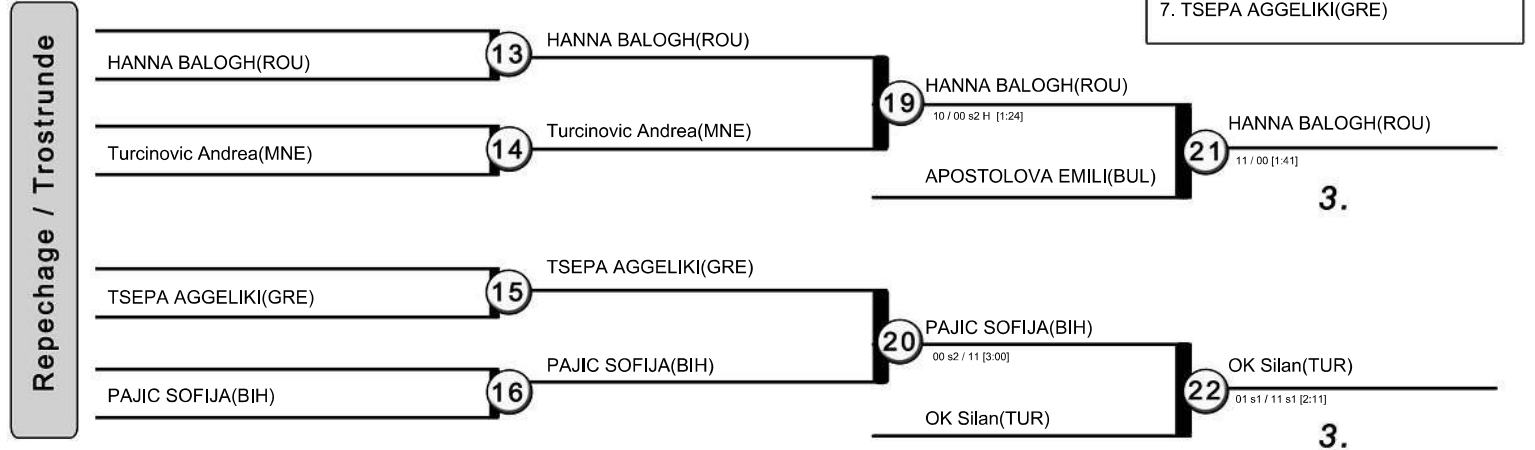 7. TSEPA AGGELIKI(GRE)
Repechage / Trostrunde
HANNA BALOGH(ROU)
13
HANNA BALOGH(ROU)
Turcinovic Andrea(MNE)
14
Turcinovic Andrea(MNE)
19
HANNA BALOGH(ROU)
10 / 00 s2 H [1:24]
APOSTOLOVA EMILI(BUL)
21
HANNA BALOGH(ROU)
11 / 00 [1:41]
3.
TSEPA AGGELIKI(GRE)
15
TSEPA AGGELIKI(GRE)
PAJIC SOFIJA(BIH)
16
PAJIC SOFIJA(BIH)
20
PAJIC SOFIJA(BIH)
00 s2 / 11 [3:00]
OK Silan(TUR)
22
OK Silan(TUR)
01 s1 / 11 s1 [2:11]
3.